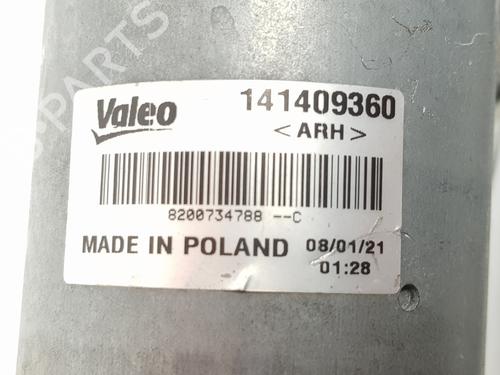 Valeo 141409360
<ARH>
8200734788 --C
MADE IN POLAND 08/01/21
01:28